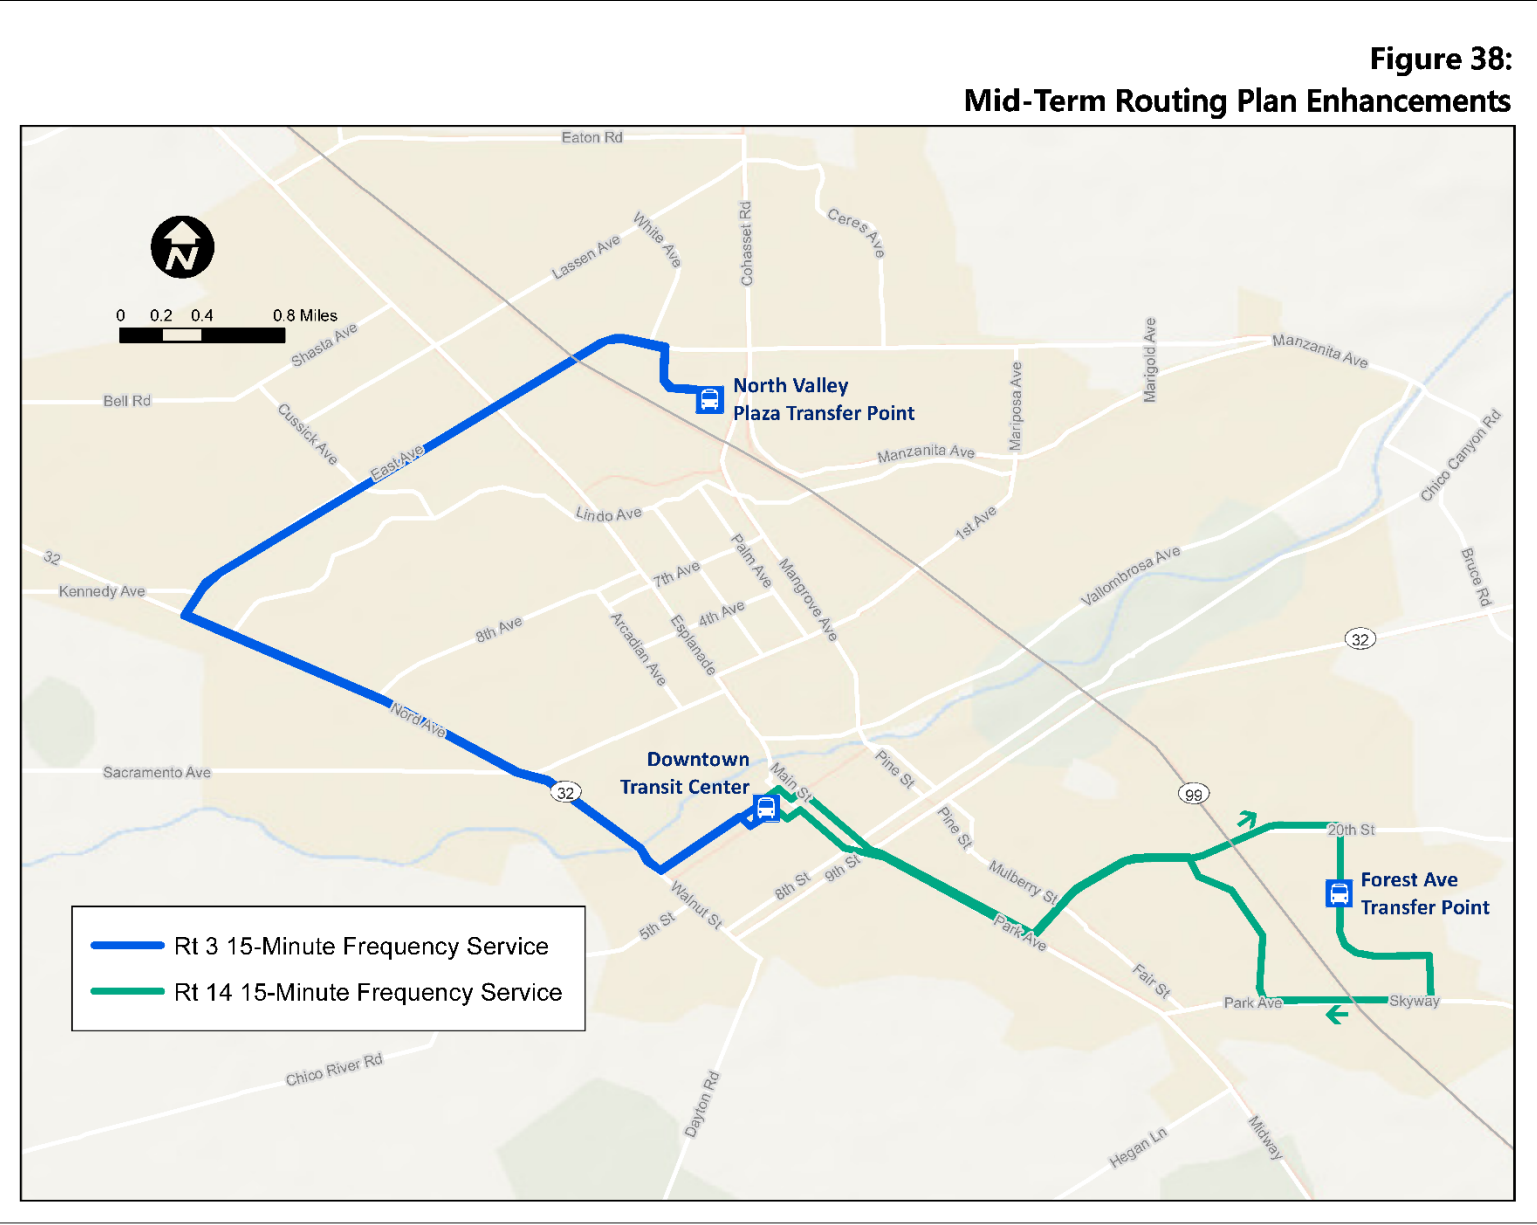 Figure 38:
Mid-Term Routing Plan Enhancements
Eaton Rd
White Ave
Cohasset Rd
Ceres Ave
Lassen Ave
N
0 0.2 0.4 0.8 Miles
Shasta Ave
Marigold Ave
Manzanita Ave
Bell Rd
North Valley
Plaza Transfer Point
Mariposa Ave
Cussick Ave
East Ave
Manzanita Ave
Chico Canyon Rd
Lindo Ave
1st Ave
32
Kennedy Ave
7th Ave
Palm Ave
Mangrove Ave
Vallombrosa Ave
Bruce Rd
8th Ave
4th Ave
Arcadian Ave
Esplanade
32
Nord Ave
Sacramento Ave
Downtown
Transit Center
Main St
Pine St
32
99
Pine St
20th St
8th St
9th St
Mulberry St
Forest Ave
Transfer Point
Walnut St
5th St
Park Ave
Fair St
Park Ave
Skyway
Rt 3 15-Minute Frequency Service
Rt 14 15-Minute Frequency Service
Chico River Rd
Dayton Rd
Hegan Ln
Midway